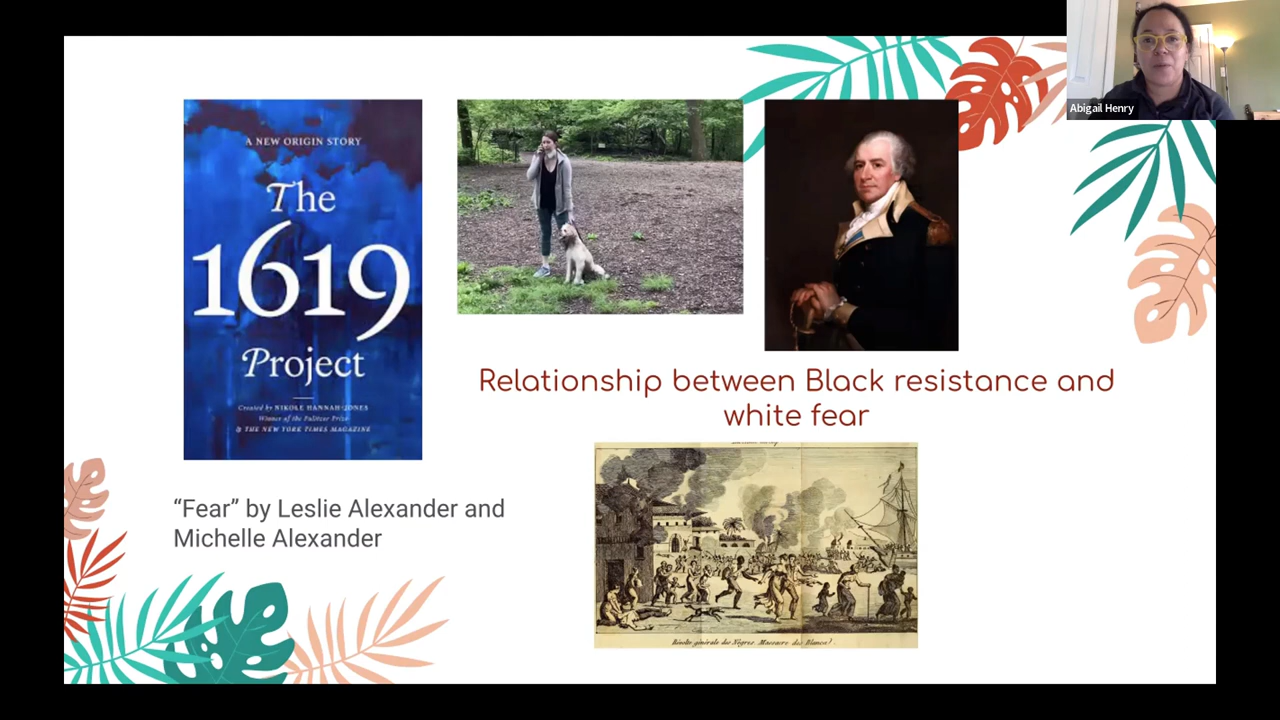 Abigail Henry
A NEW ORIGIN STORY
The
1619
Project
Created by NIKOLE HANNAH-JONES
Winner of the Pulitzer Prize
& THE NEW YORK TIMES MAGAZINE
Relationship between Black resistance and
white fear
“Fear” by Leslie Alexander and
Michelle Alexander
Révolte générale des Nègres. Massacre des Blancs.